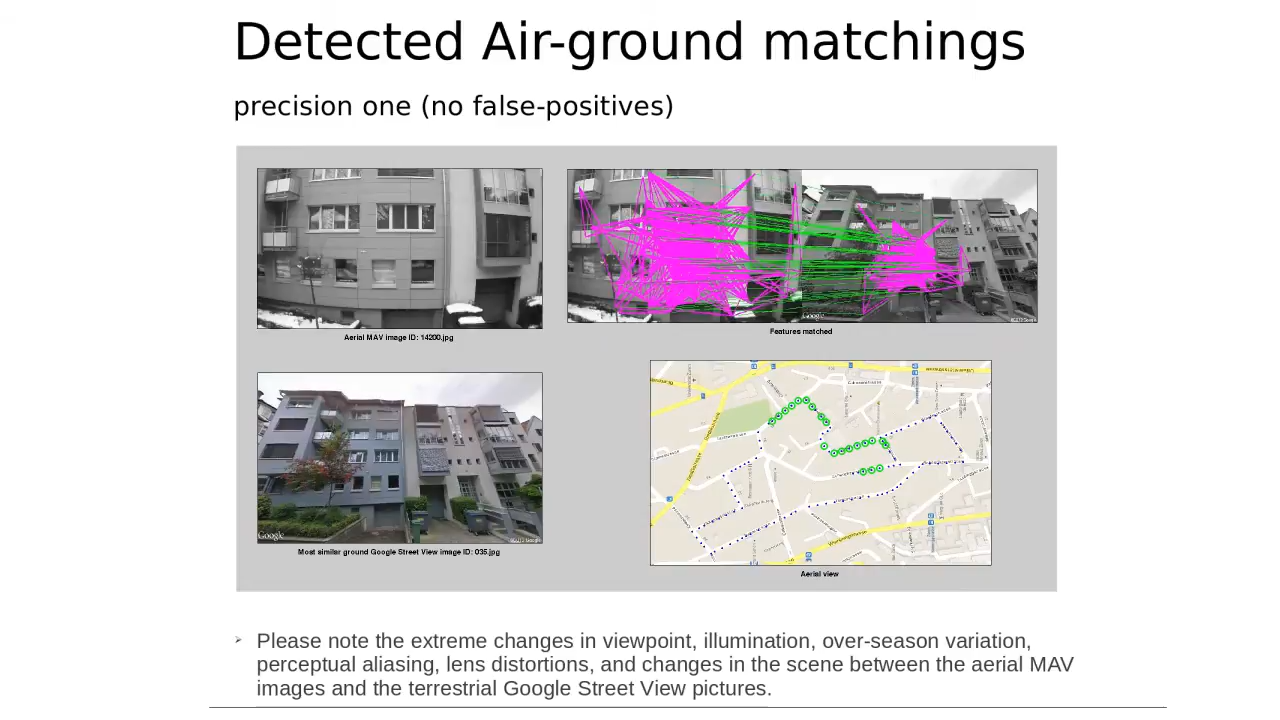 Detected Air-ground matchings
precision one (no false-positives)
Aerial MAV image ID: 14200.jpg
Google
Features matched
Google
Most similar ground Google Street View image ID: 035.jpg
Aerial view
Please note the extreme changes in viewpoint, illumination, over-season variation,
perceptual aliasing, lens distortions, and changes in the scene between the aerial MAV
images and the terrestrial Google Street View pictures.